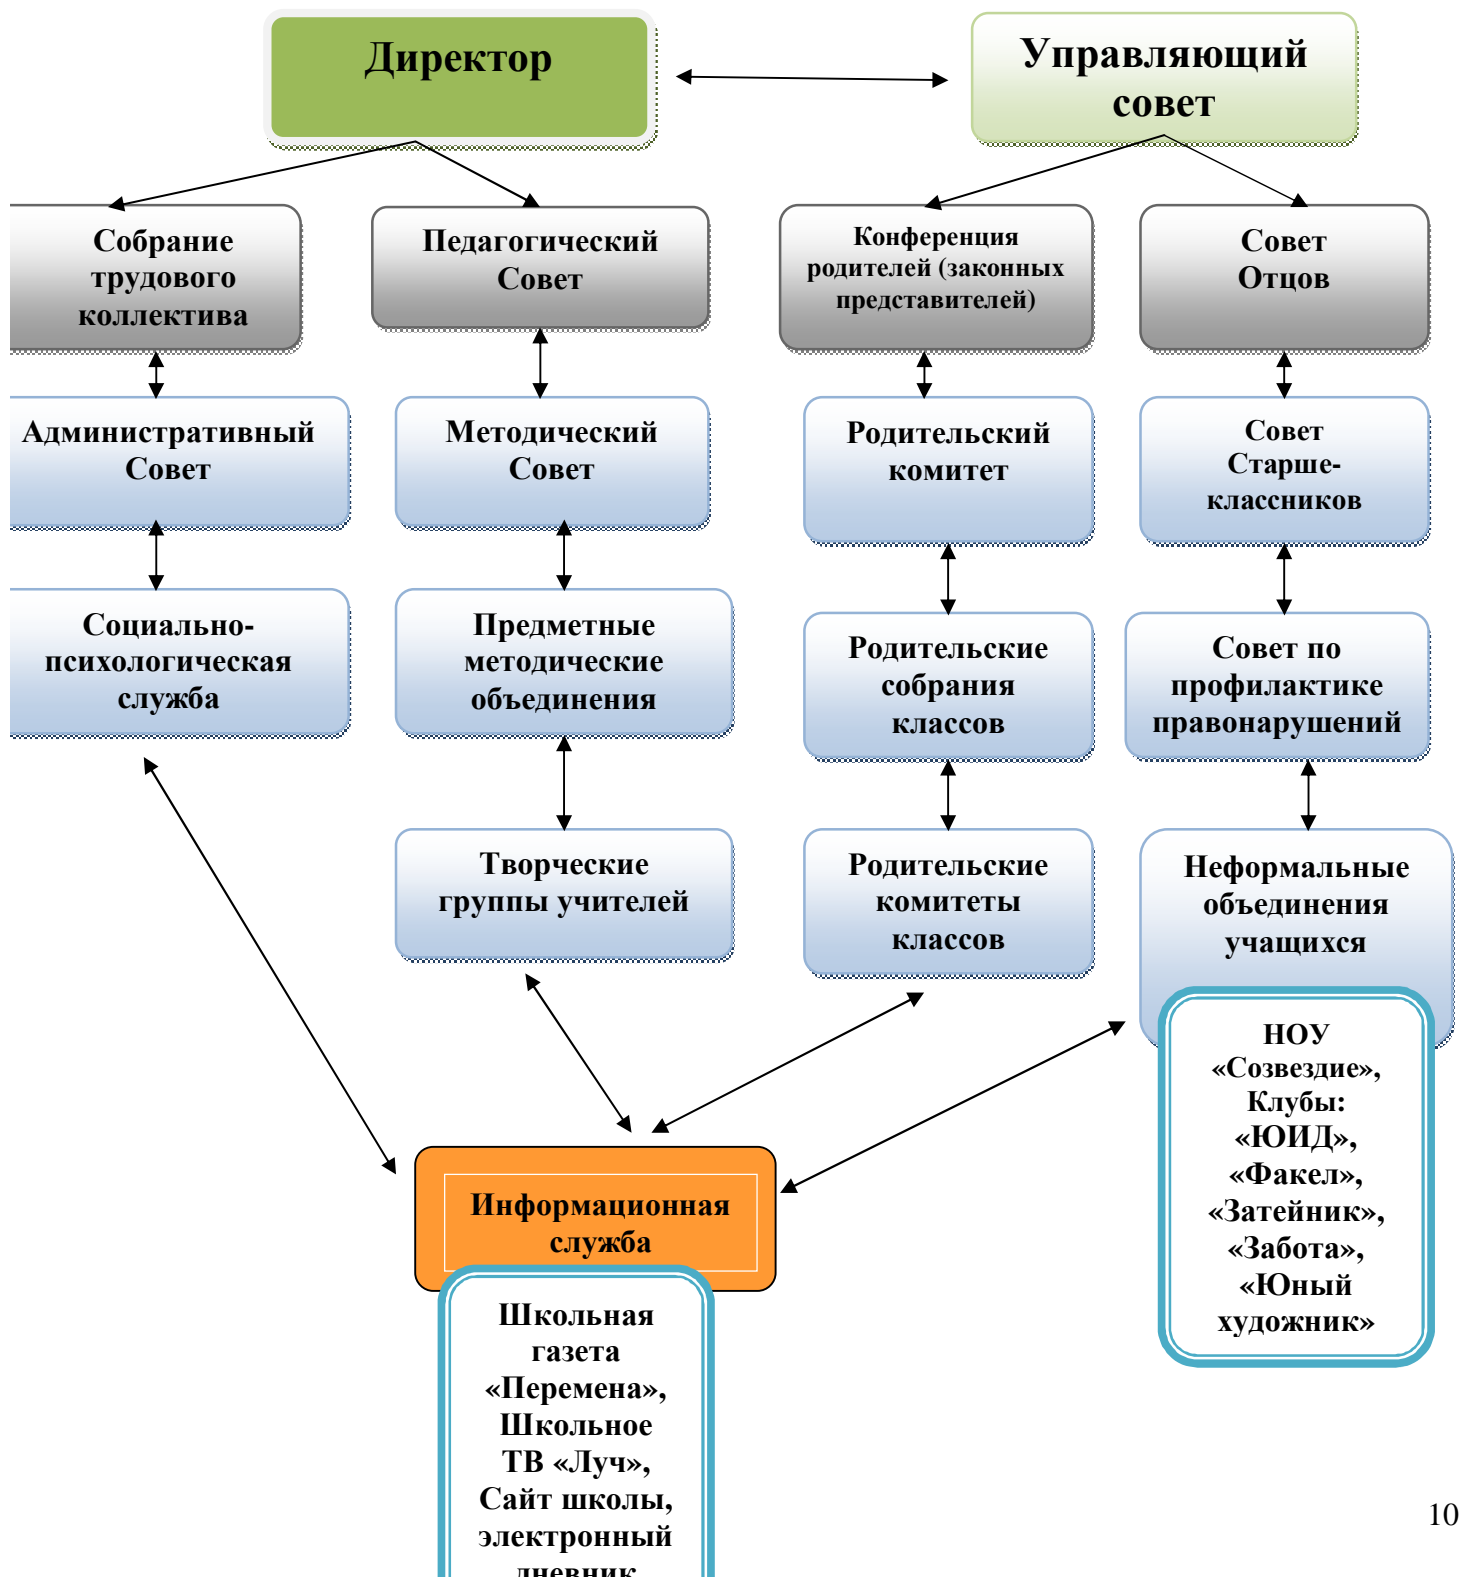 Директор
Управляющий
совет
Собрание
трудового
коллектива
Педагогический
Совет
Конференция
родителей (законных
представителей)
Совет
Отцов
Административный
Совет
Методический
Совет
Родительский
комитет
Совет
Старше-
классников
Социально-
психологическая
служба
Предметные
методические
объединения
Родительские
собрания
классов
Совет по
профилактике
правонарушений
Творческие
группы учителей
Родительские
комитеты
классов
Неформальные
объединения
учащихся
НОУ
«Созвездие»,
Клубы:
«ЮИД»,
«Факел»,
«Затейник»,
«Забота»,
«Юный
художник»
Информационная
служба
Школьная
газета
«Перемена»,
Школьное
ТВ «Луч»,
Сайт школы,
электронный
дневник
10